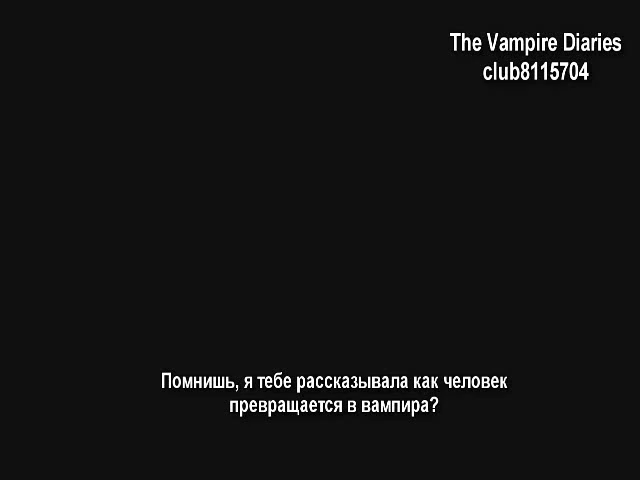 The Vampire Diaries
club8115704
Помнишь, я тебе рассказывала как человек
превращается в вампира?